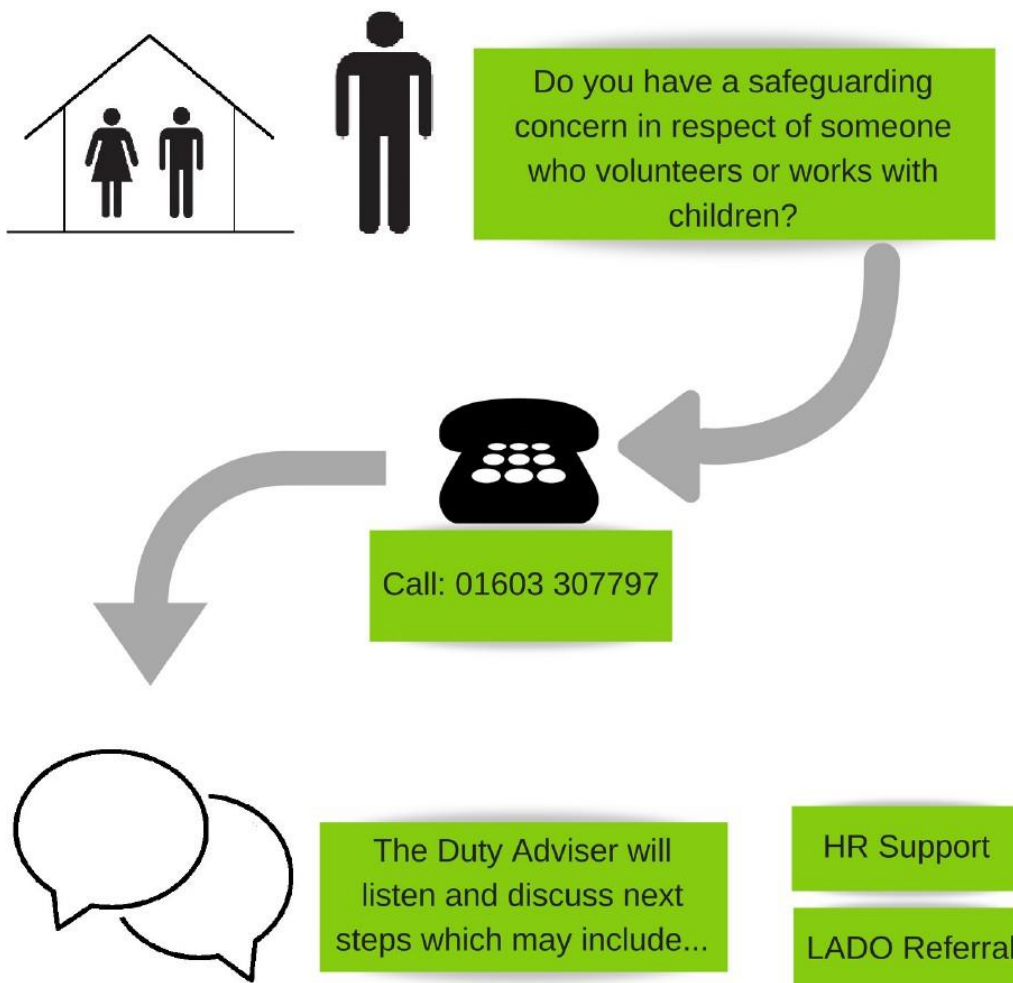 Do you have a safeguarding
concern in respect of someone
who volunteers or works with
children?
Call: 01603 307797
The Duty Adviser will
listen and discuss next
steps which may include...
HR Support
LADO Referral